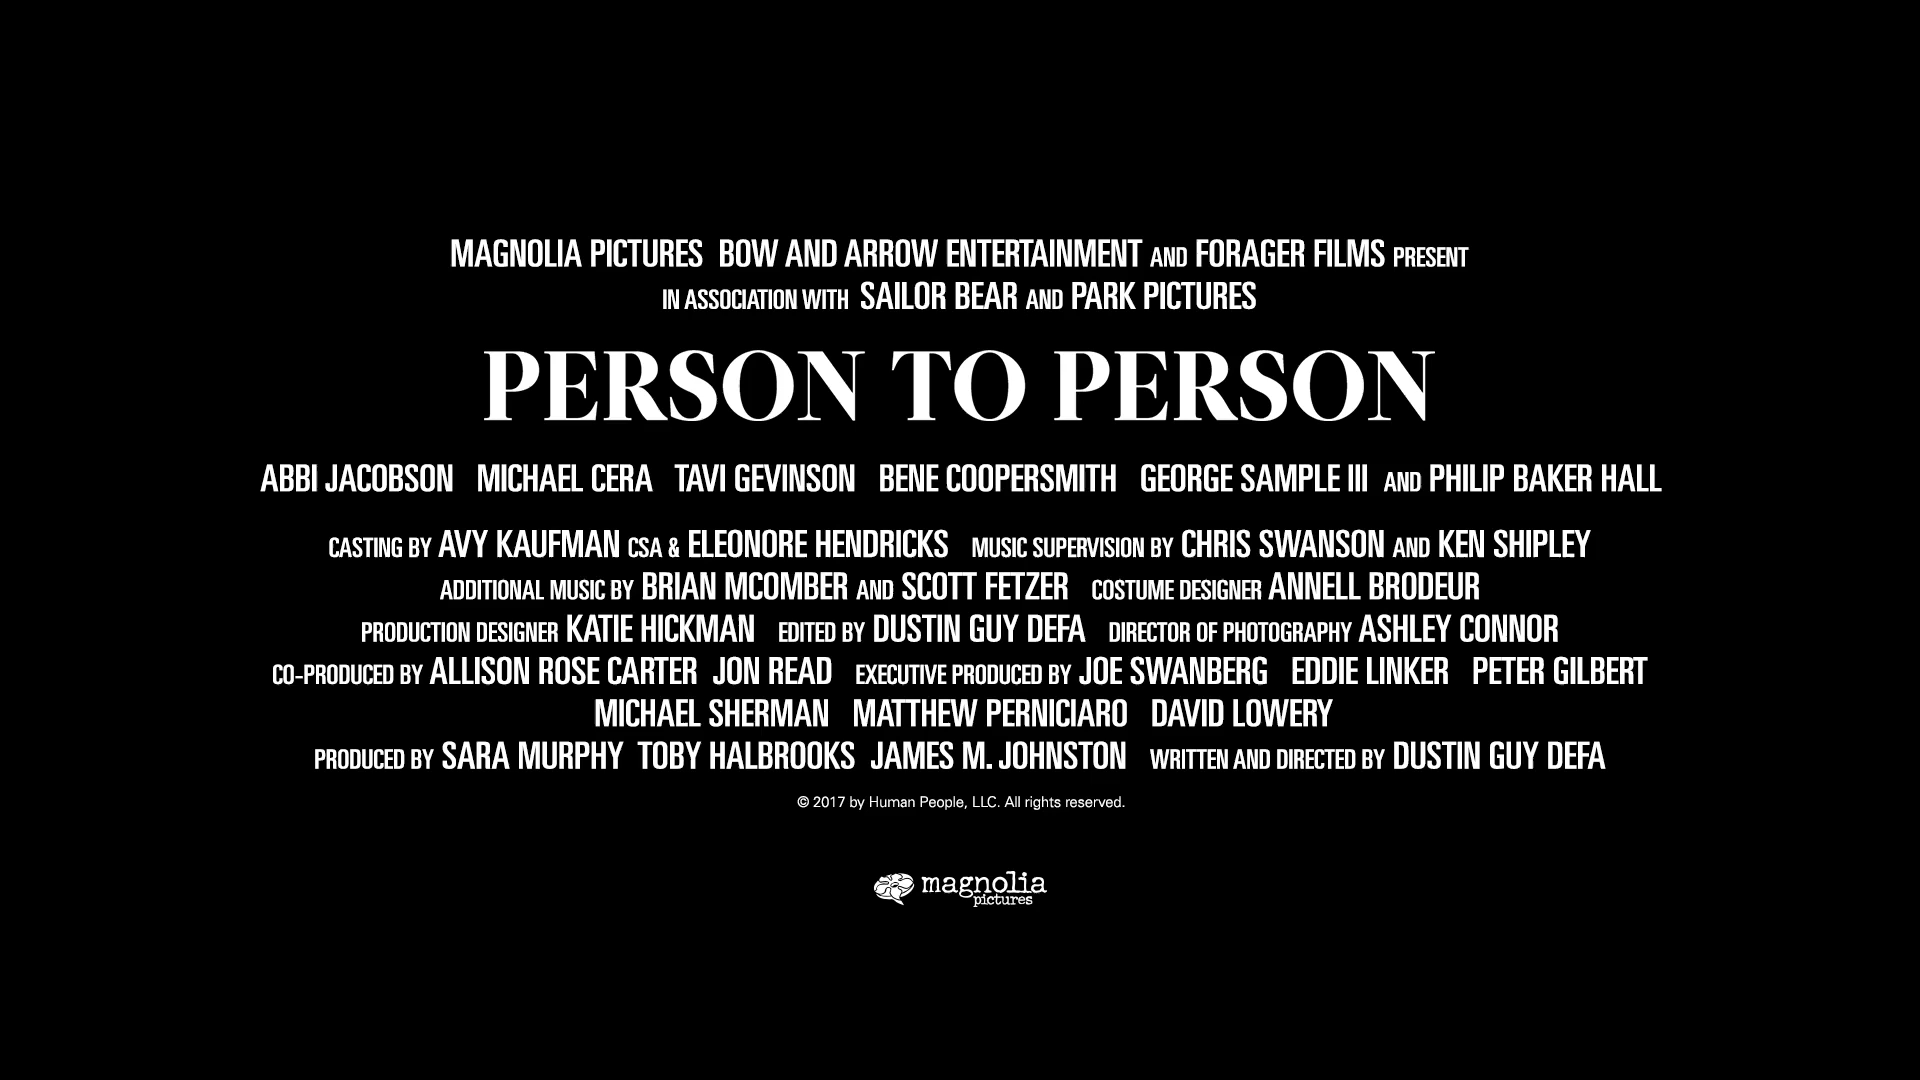 MAGNOLIA PICTURES BOW AND ARROW ENTERTAINMENT AND FORAGER FILMS PRESENT
IN ASSOCIATION WITH SAILOR BEAR AND PARK PICTURES
PERSON TO PERSON
ABBI JACOBSON MICHAEL CERA TAVI GEVINSON BENE COOPERSMITH GEORGE SAMPLE III AND PHILIP BAKER HALL
CASTING BY AVY KAUFMAN CSA & ELEONORE HENDRICKS MUSIC SUPERVISION BY CHRIS SWANSON AND KEN SHIPLEY
ADDITIONAL MUSIC BY BRIAN MCOMBER AND SCOTT FETZER COSTUME DESIGNER ANNELL BRODEUR
PRODUCTION DESIGNER KATIE HICKMAN EDITED BY DUSTIN GUY DEFA DIRECTOR OF PHOTOGRAPHY ASHLEY CONNOR
CO-PRODUCED BY ALLISON ROSE CARTER JON READ EXECUTIVE PRODUCED BY JOE SWANBERG EDDIE LINKER PETER GILBERT
MICHAEL SHERMAN MATTHEW PERNICIARO DAVID LOWERY
PRODUCED BY SARA MURPHY TOBY HALBROOKS JAMES M. JOHNSTON WRITTEN AND DIRECTED BY DUSTIN GUY DEFA
© 2017 by Human People, LLC. All rights reserved.
magnolia
pictures